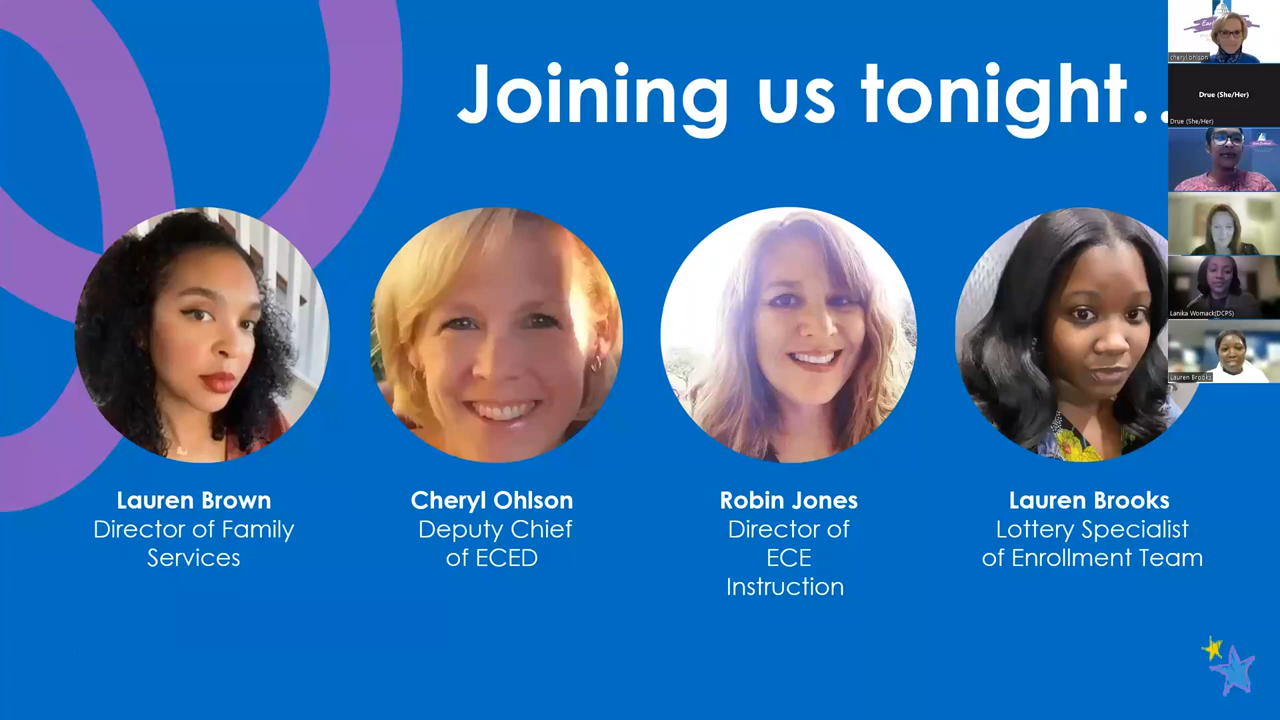 Joining us tonight..
Lauren Brown
Director of Family
Services
Cheryl Ohlson
Deputy Chief
of ECED
Robin Jones
Director of
ECE
Instruction
Lauren Brooks
Lottery Specialist
of Enrollment Team
cheryl.ohlson
Drue (She/Her)
Drue (She/Her)
Lanika Womack(DCPS)
Lauren Brooks